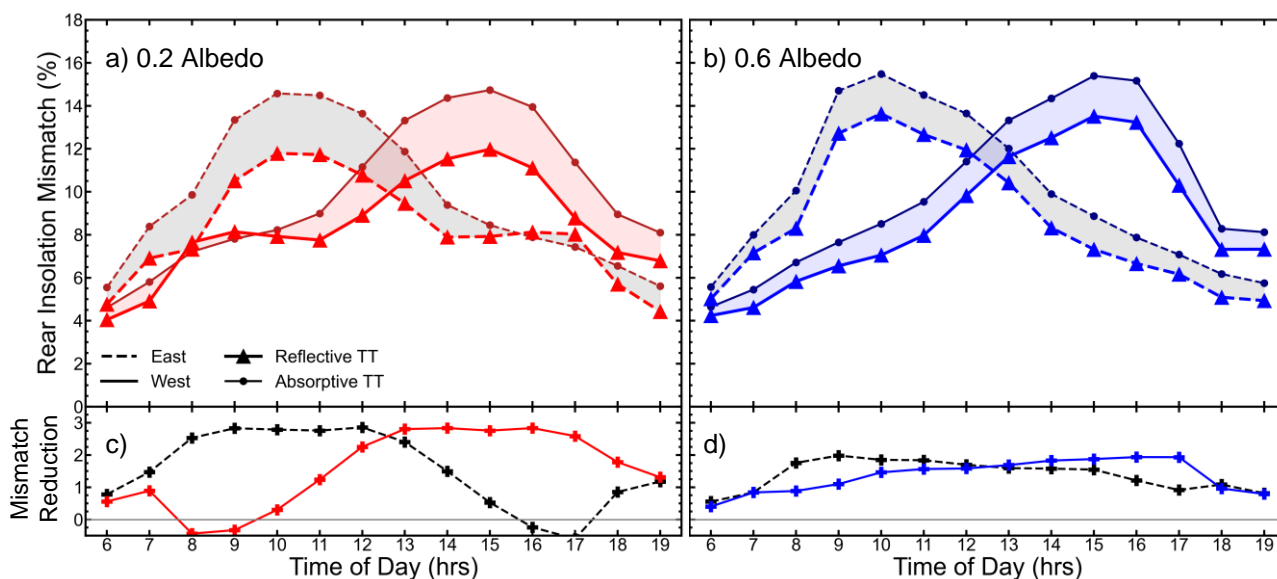 Rear Insolation Mismatch (%)
18
16
14
12
10
8
6
4
2
0
a) 0.2 Albedo
East
West
Reflective TT
Absorptive TT
b) 0.6 Albedo
Mismatch
Reduction
3
2
1
0
c)
d)
6 7 8 9 10 11 12 13 14 15 16 17 18 19
6 7 8 9 10 11 12 13 14 15 16 17 18 19
Time of Day (hrs)
Time of Day (hrs)